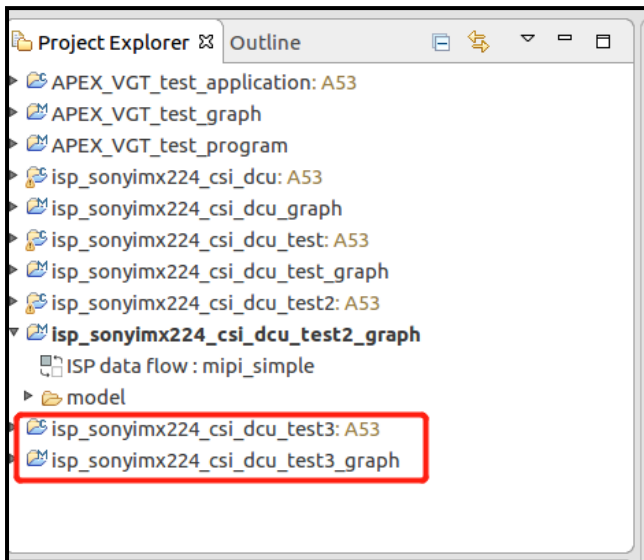 Project Explorer Outline
APEX_VGT_test_application: A53
APEX_VGT_test_graph
APEX_VGT_test_program
isp_sonyimx224_csi_dcu: A53
isp_sonyimx224_csi_dcu_graph
isp_sonyimx224_csi_dcu_test: A53
isp_sonyimx224_csi_dcu_test_graph
isp_sonyimx224_csi_dcu_test2: A53
isp_sonyimx224_csi_dcu_test2_graph
ISP data flow : mipi_simple
model
isp_sonyimx224_csi_dcu_test3: A53
isp_sonyimx224_csi_dcu_test3_graph